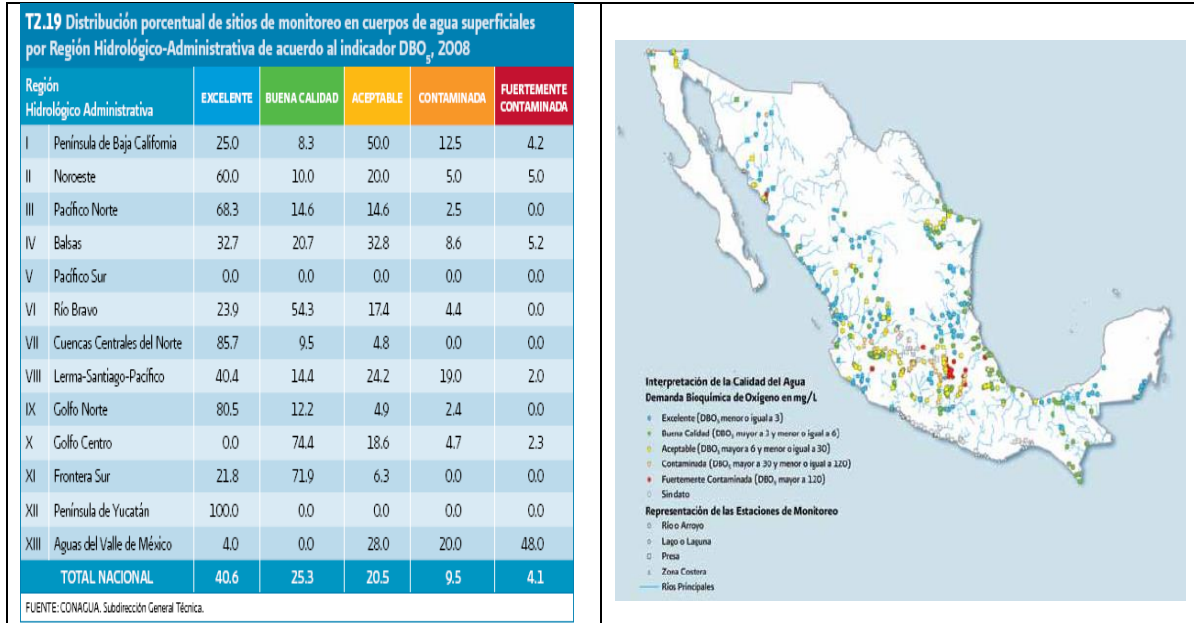 T2.19 Distribución porcentual de sitios de monitoreo en cuerpos de agua superficiales
por Región Hidrológico-Administrativa de acuerdo al indicador DBO5, 2008
Región
Hidrológico Administrativa EXCELENTE BUENA CALIDAD ACEPTABLE CONTAMINADA FUERTEMENTE CONTAMINADA
I Península de Baja California 25.0 8.3 50.0 12.5 4.2
II Noroeste 60.0 10.0 20.0 5.0 5.0
III Pacífico Norte 68.3 14.6 14.6 2.5 0.0
IV Balsas 32.7 20.7 32.8 8.6 5.2
V Pacífico Sur 0.0 0.0 0.0 0.0 0.0
VI Río Bravo 23.9 54.3 17.4 4.4 0.0
VII Cuencas Centrales del Norte 85.7 9.5 4.8 0.0 0.0
VIII Lerma-Santiago-Pacífico 40.4 14.4 24.2 19.0 2.0
IX Golfo Norte 80.5 12.2 4.9 2.4 0.0
X Golfo Centro 0.0 74.4 18.6 4.7 2.3
XI Frontera Sur 21.8 71.9 6.3 0.0 0.0
XII Península de Yucatán 100.0 0.0 0.0 0.0 0.0
XIII Aguas del Valle de México 4.0 0.0 28.0 20.0 48.0
TOTAL NACIONAL 40.6 25.3 20.5 9.5 4.1
FUENTE: CONAGUA. Subdirección General Técnica.
Interpretación de la Calidad del Agua
Demanda Bioquímica de Oxígeno en mg/L
Excelente (DBO5 menor o igual a 3)
Buena Calidad (DBO5 mayor a 3 y menor o igual a 6)
Aceptable (DBO5 mayor a 6 y menor o igual a 30)
Contaminada (DBO5 mayor a 30 y menor o igual a 120)
Fuertemente Contaminada (DBO5 mayor a 120)
Sin dato
Representación de las Estaciones de Monitoreo
Río o Arroyo
Lago o Laguna
Presa
Zona Costera
Ríos Principales